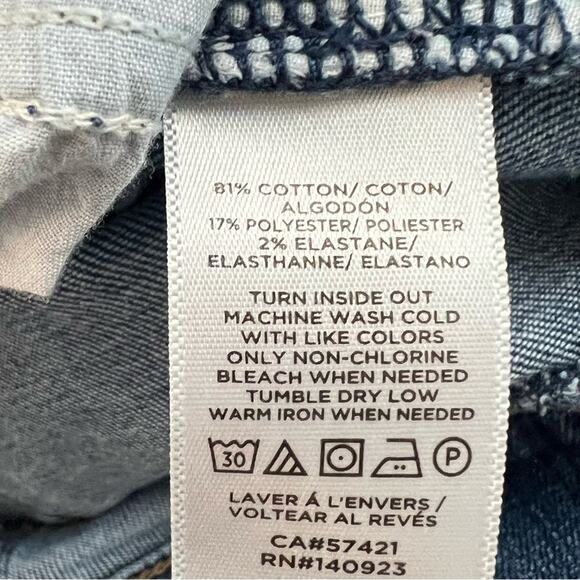 81% COTTON/ COTON/
ALGODÓN
17% POLYESTER/ POLIESTER
2% ELASTANE/
ELASTHANNE/ ELASTANO
TURN INSIDE OUT
MACHINE WASH COLD
WITH LIKE COLORS
ONLY NON-CHLORINE
BLEACH WHEN NEEDED
TUMBLE DRY LOW
WARM IRON WHEN NEEDED
30 P
LAVER Á L'ENVERS/
VOLTEAR AL REVÉS
CA#57421
RN#140923